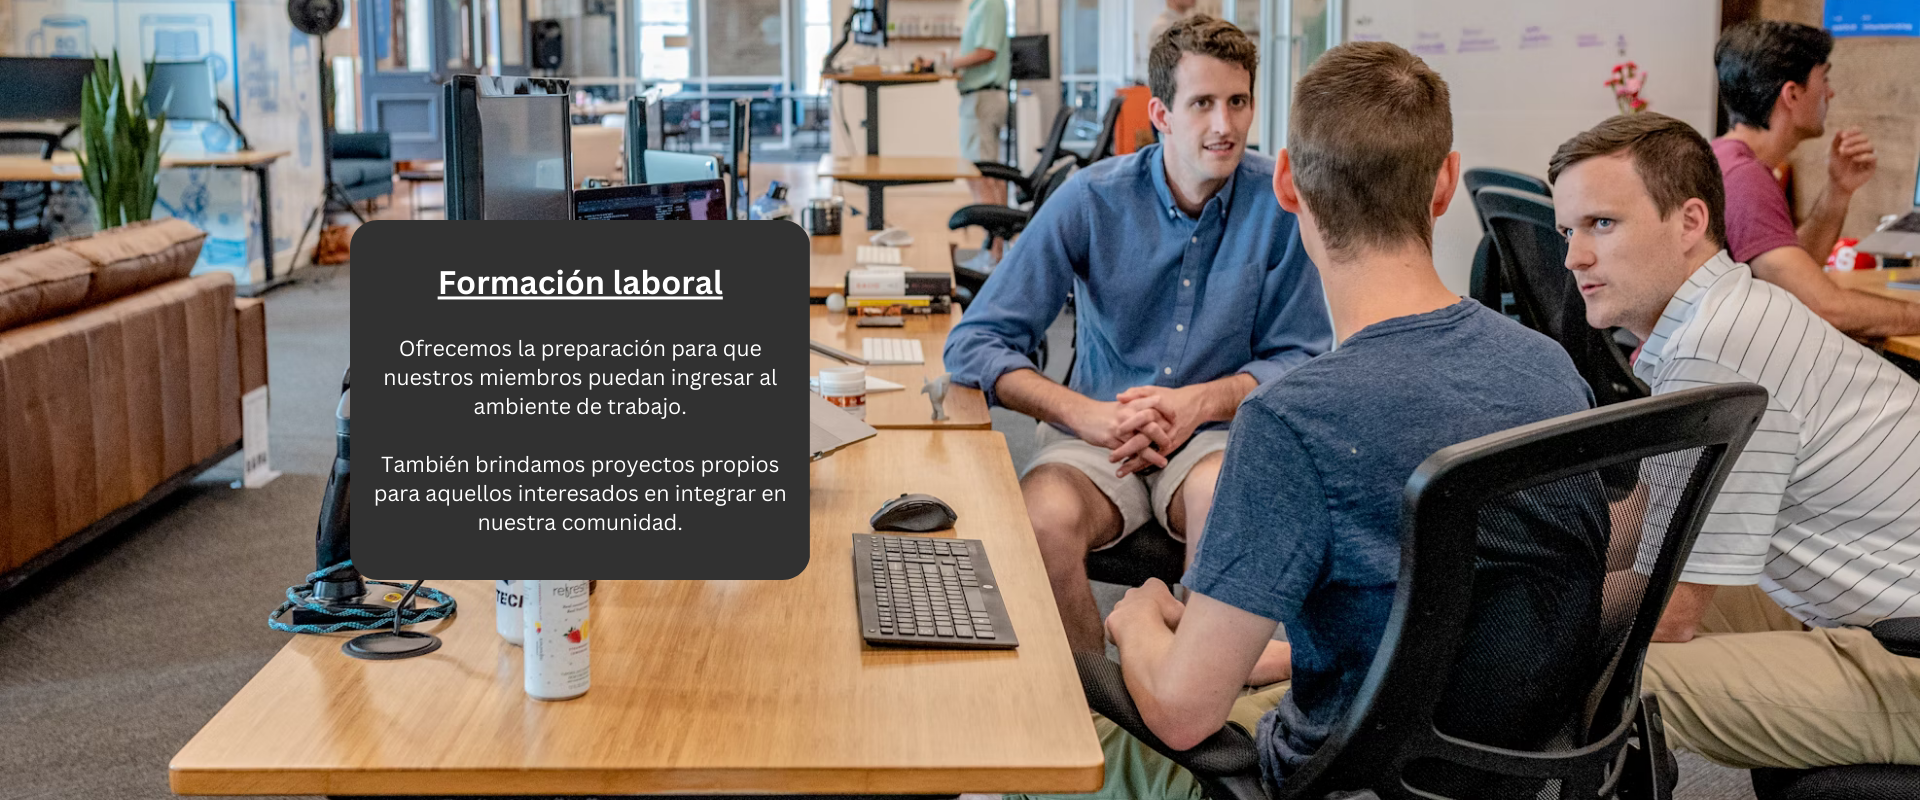 Formación laboral
Ofrecemos la preparación para que
nuestros miembros puedan ingresar al
ambiente de trabajo.
También brindamos proyectos propios
para aquellos interesados en integrar en
nuestra comunidad.